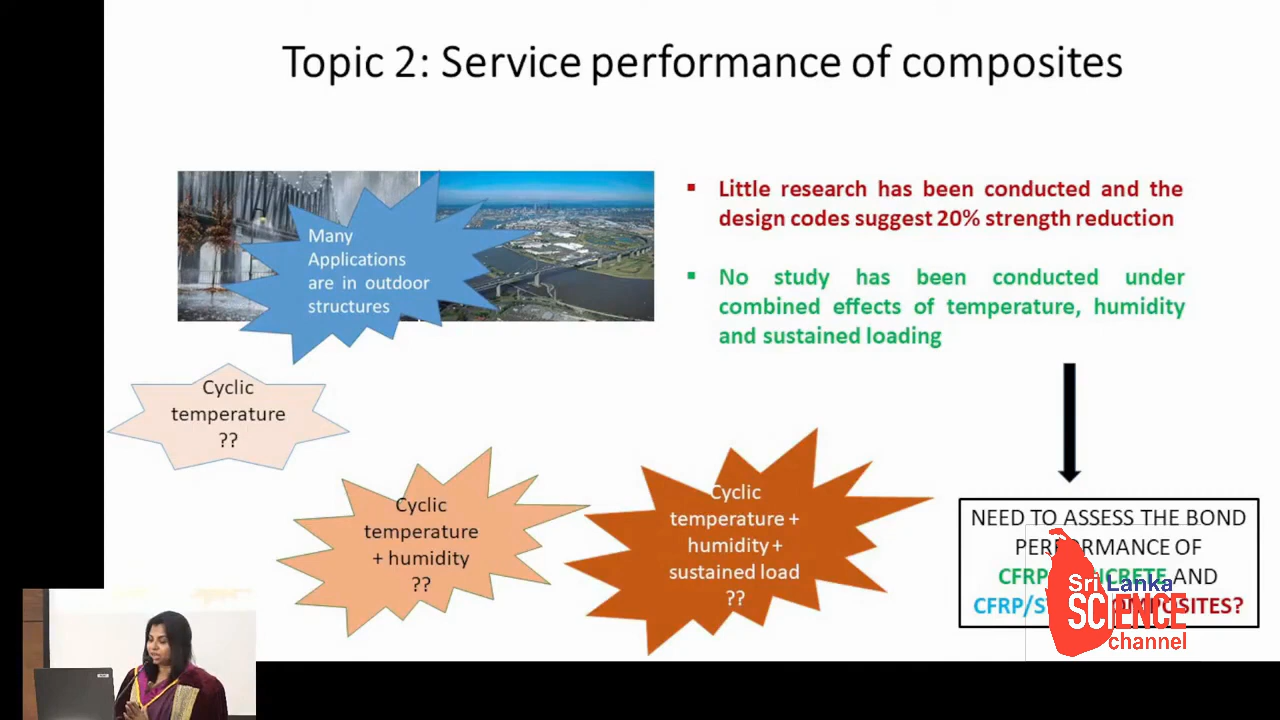 Topic 2: Service performance of composites
Many
Applications
are in outdoor
structures
Little research has been conducted and the
design codes suggest 20% strength reduction
No study has been conducted under
combined effects of temperature, humidity
and sustained loading
Cyclic
temperature
??
Cyclic
temperature
+ humidity
??
Cyclic
temperature +
humidity +
sustained load
??
NEED TO ASSESS THE BOND
PERFORMANCE OF
AND
COMPOSITES?
Sri Lanka
SCIENCE
channel